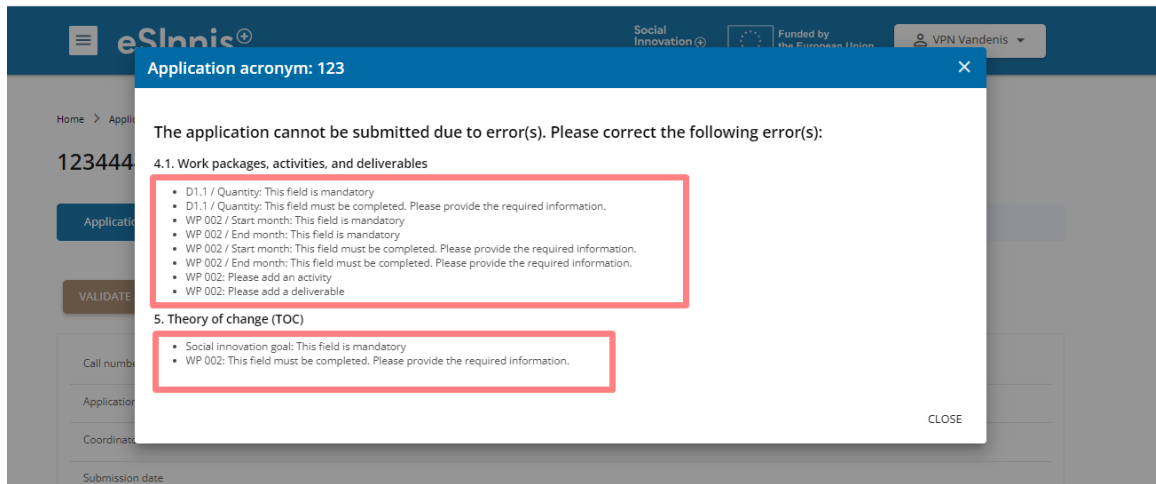 eSInnis+
Social
Innovation +
Funded by
the European Union
VPN Vandenis
Application acronym: 123
Home > Applic
The application cannot be submitted due to error(s). Please correct the following error(s):
123444
4.1. Work packages, activities, and deliverables
• D1.1 / Quantity: This field is mandatory
• D1.1 / Quantity: This field must be completed. Please provide the required information.
• WP 002 / Start month: This field is mandatory
Applicatio
• WP 002 / End month: This field is mandatory
• WP 002 / Start month: This field must be completed. Please provide the required information.
• WP 002 / End month: This field must be completed. Please provide the required information.
• WP 002: Please add an activity
• WP 002: Please add a deliverable
VALIDATE
5. Theory of change (TOC)
• Social innovation goal: This field is mandatory
• WP 002: This field must be completed. Please provide the required information.
Call numbe
Application
CLOSE
Coordinato
Submission date